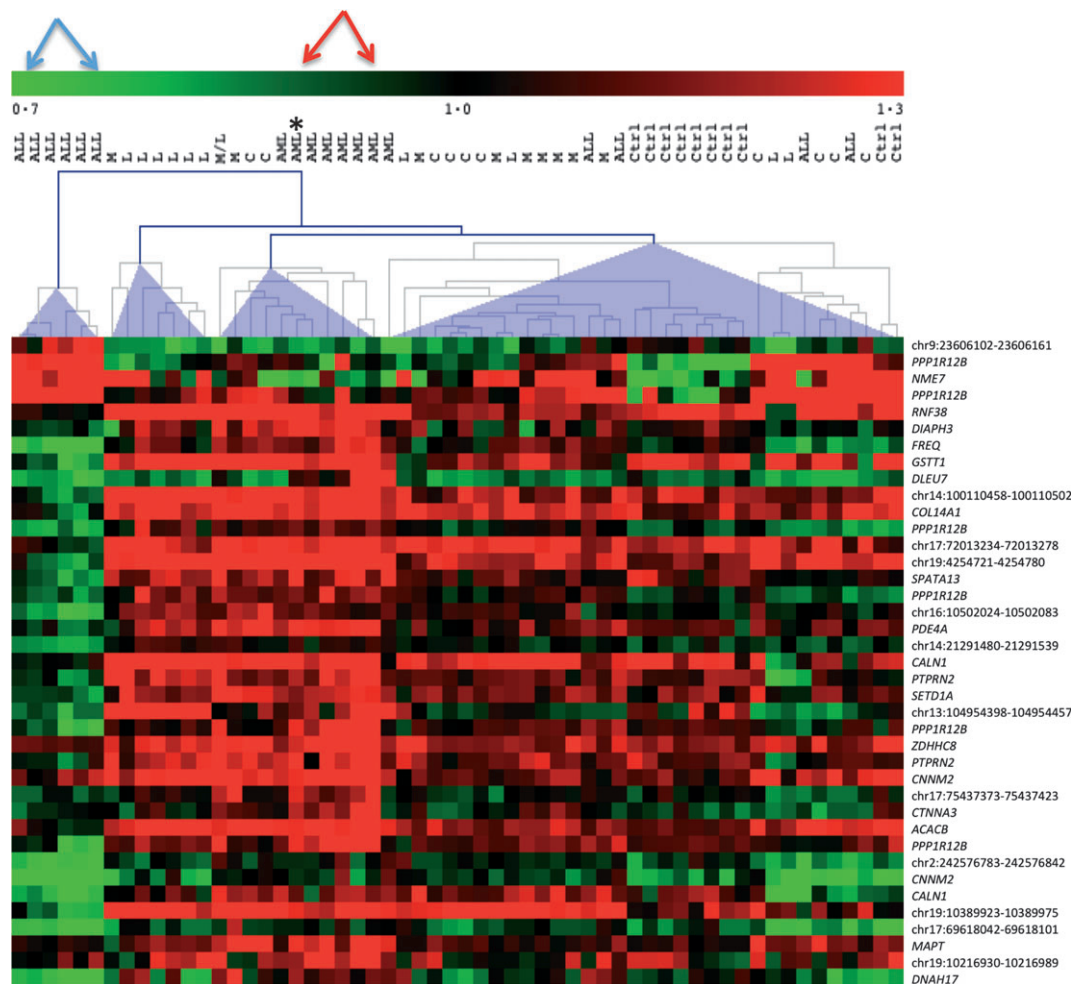 0·7 1·0 1·3
*
ALL
ALL
ALL
ALL
ALL
ALL
M
L
L
L
L
L
L
M/L
M
C
C
AML
AML
AML
AML
AML
AML
AML
AML
L
M
C
C
C
C
M
L
M
M
M
M
ALL
M
ALL
Ctrl
Ctrl
Ctrl
Ctrl
Ctrl
Ctrl
Ctrl
Ctrl
C
L
L
ALL
C
C
ALL
C
Ctrl
Ctrl
chr9:23606102-23606161
PPP1R12B
NME7
PPP1R12B
RNF38
DIAPH3
FREQ
GSTT1
DLEU7
chr14:100110458-100110502
COL14A1
PPP1R12B
chr17:72013234-72013278
chr19:4254721-4254780
SPATA13
PPP1R12B
chr16:10502024-10502083
PDE4A
chr14:21291480-21291539
CALN1
PTPRN2
SETD1A
chr13:104954398-104954457
PPP1R12B
ZDHHC8
PTPRN2
CNNM2
chr17:75437373-75437423
CTNNA3
ACACB
PPP1R12B
chr2:242576783-242576842
CNNM2
CALN1
chr19:10389923-10389975
chr17:69618042-69618101
MAPT
chr19:10216930-10216989
DNAH17